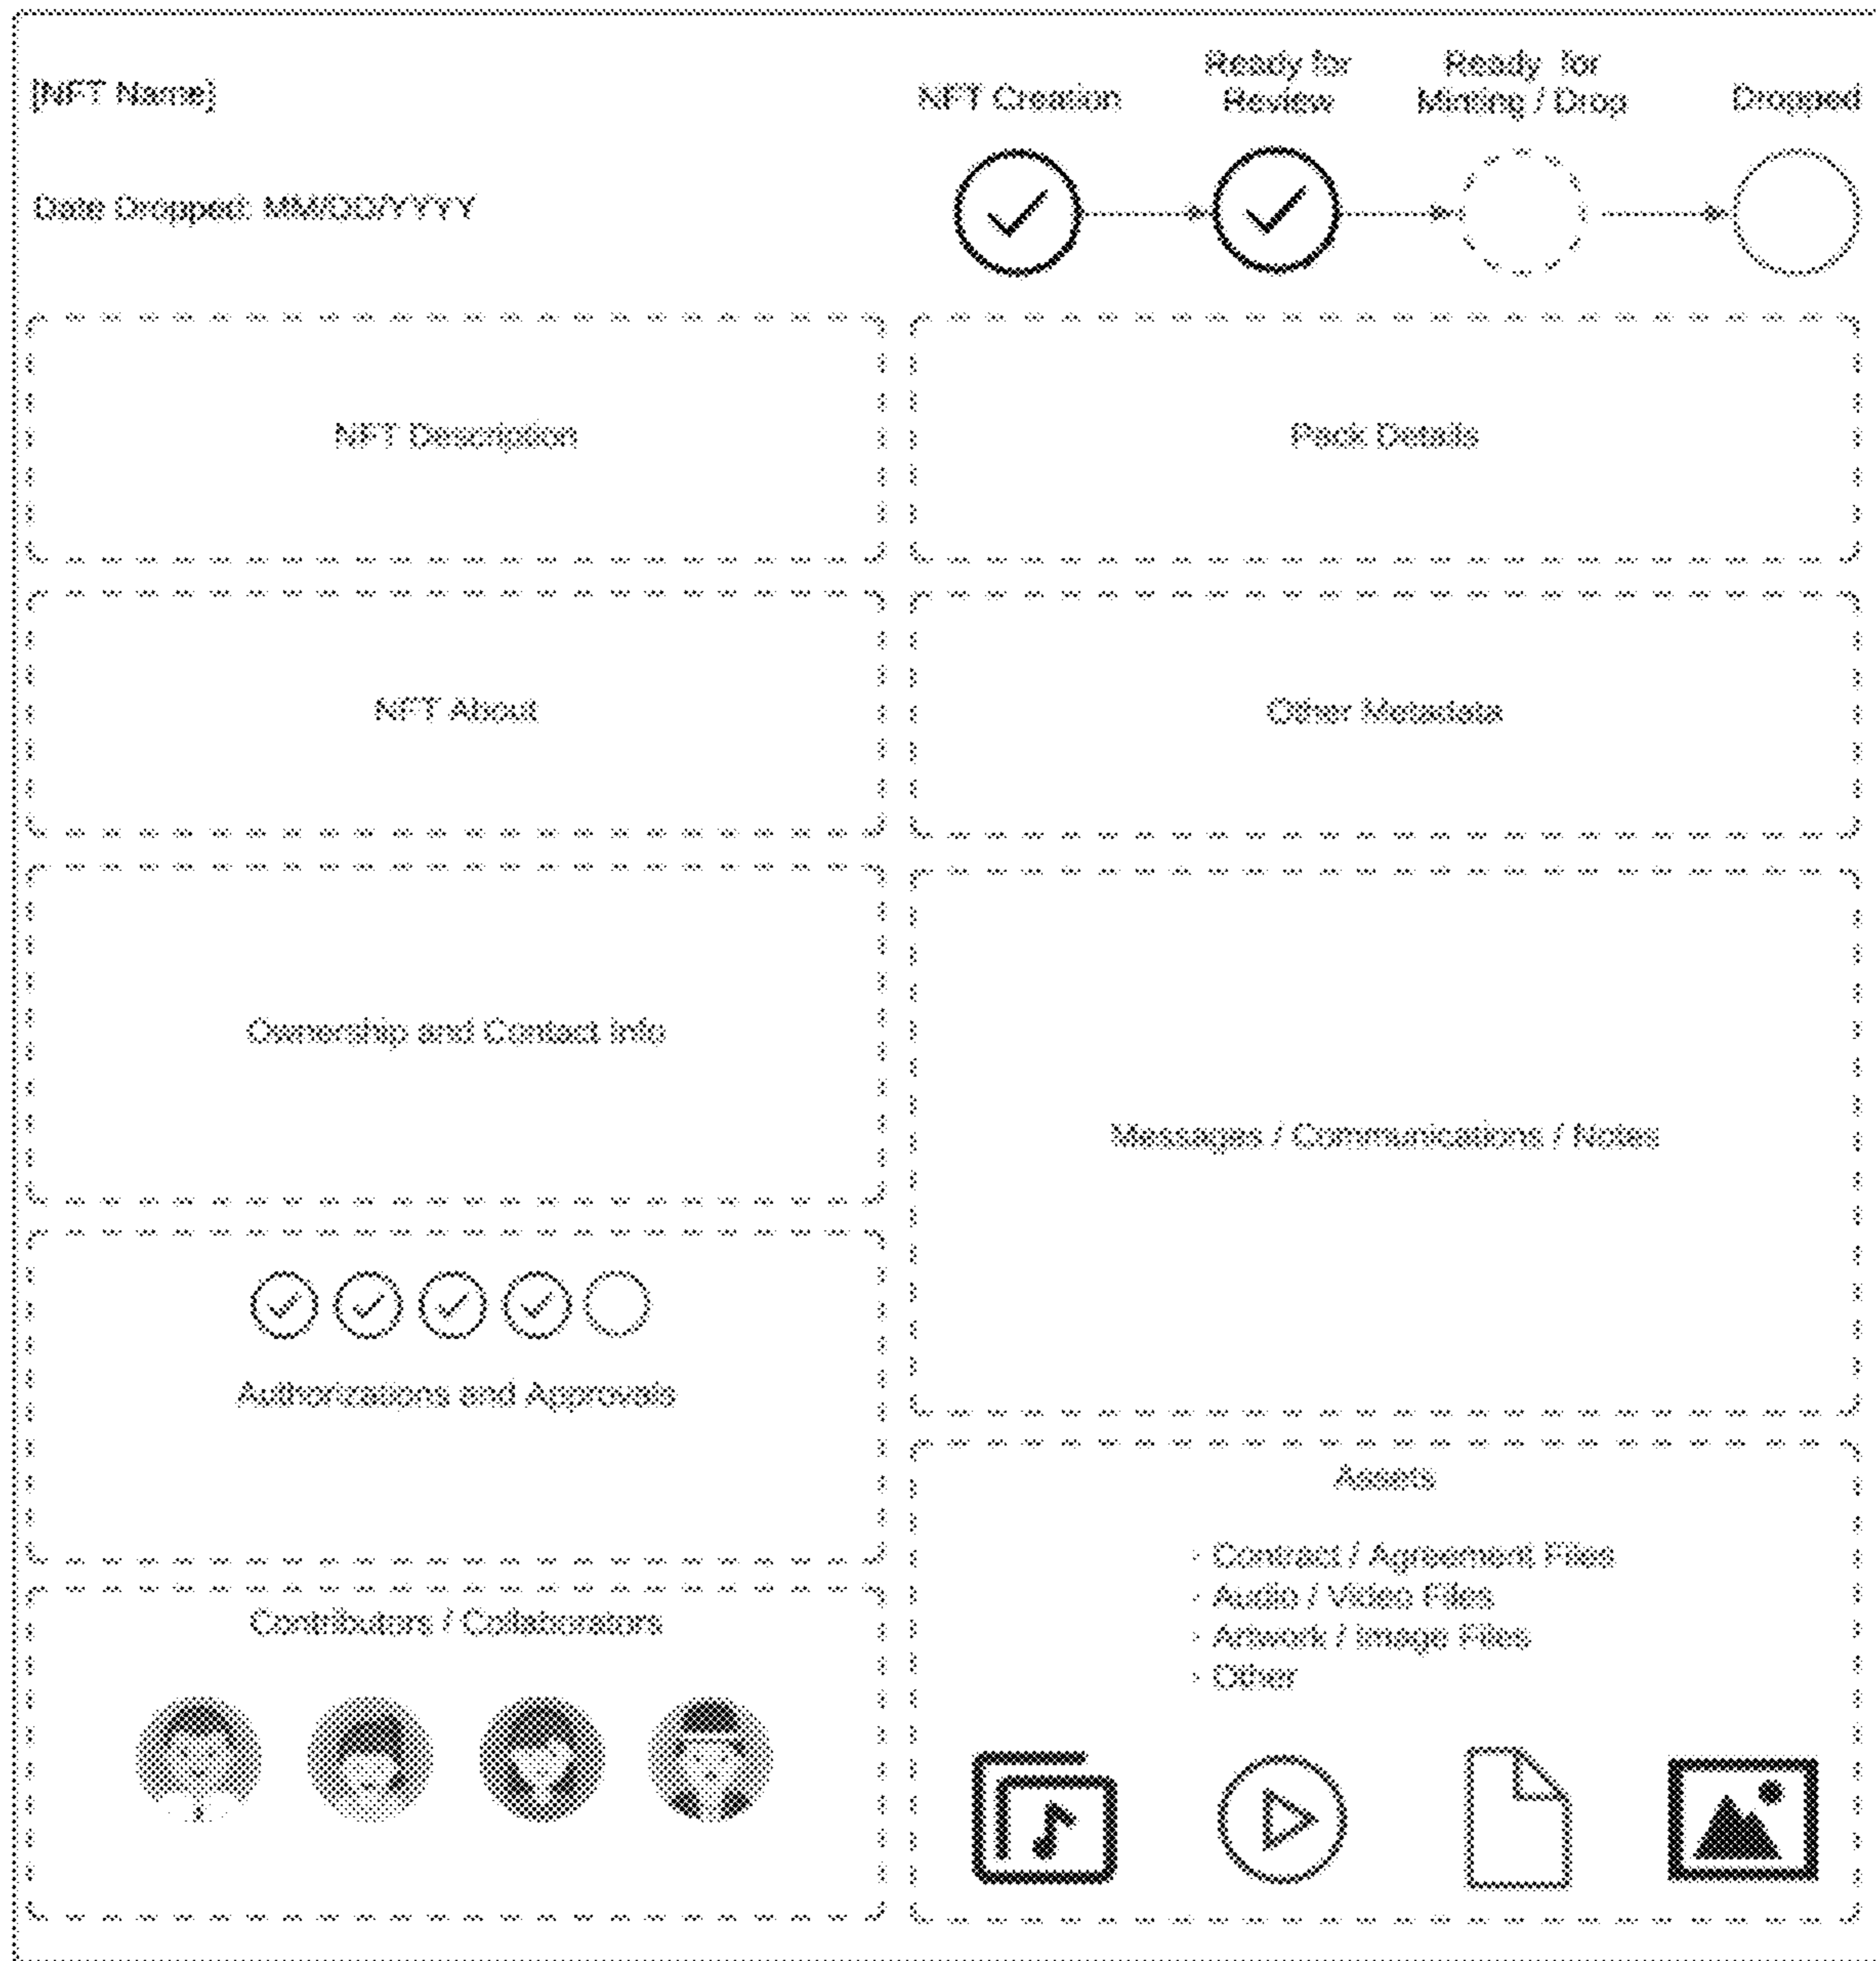 [NFT Name]
Date Dropped: MM/DD/YYYY
NFT Creation
Ready for
Review
Ready for
Minting / Drop
Dropped
NFT Description
Pack Details
NFT About
Other Metadata
Ownership and Contact Info
Messages / Communications / Notes
Authorizations and Approvals
Contributors / Collaborators
Assets
· Contract / Agreement Files
· Audio / Video Files
· Artwork / Image Files
· Other